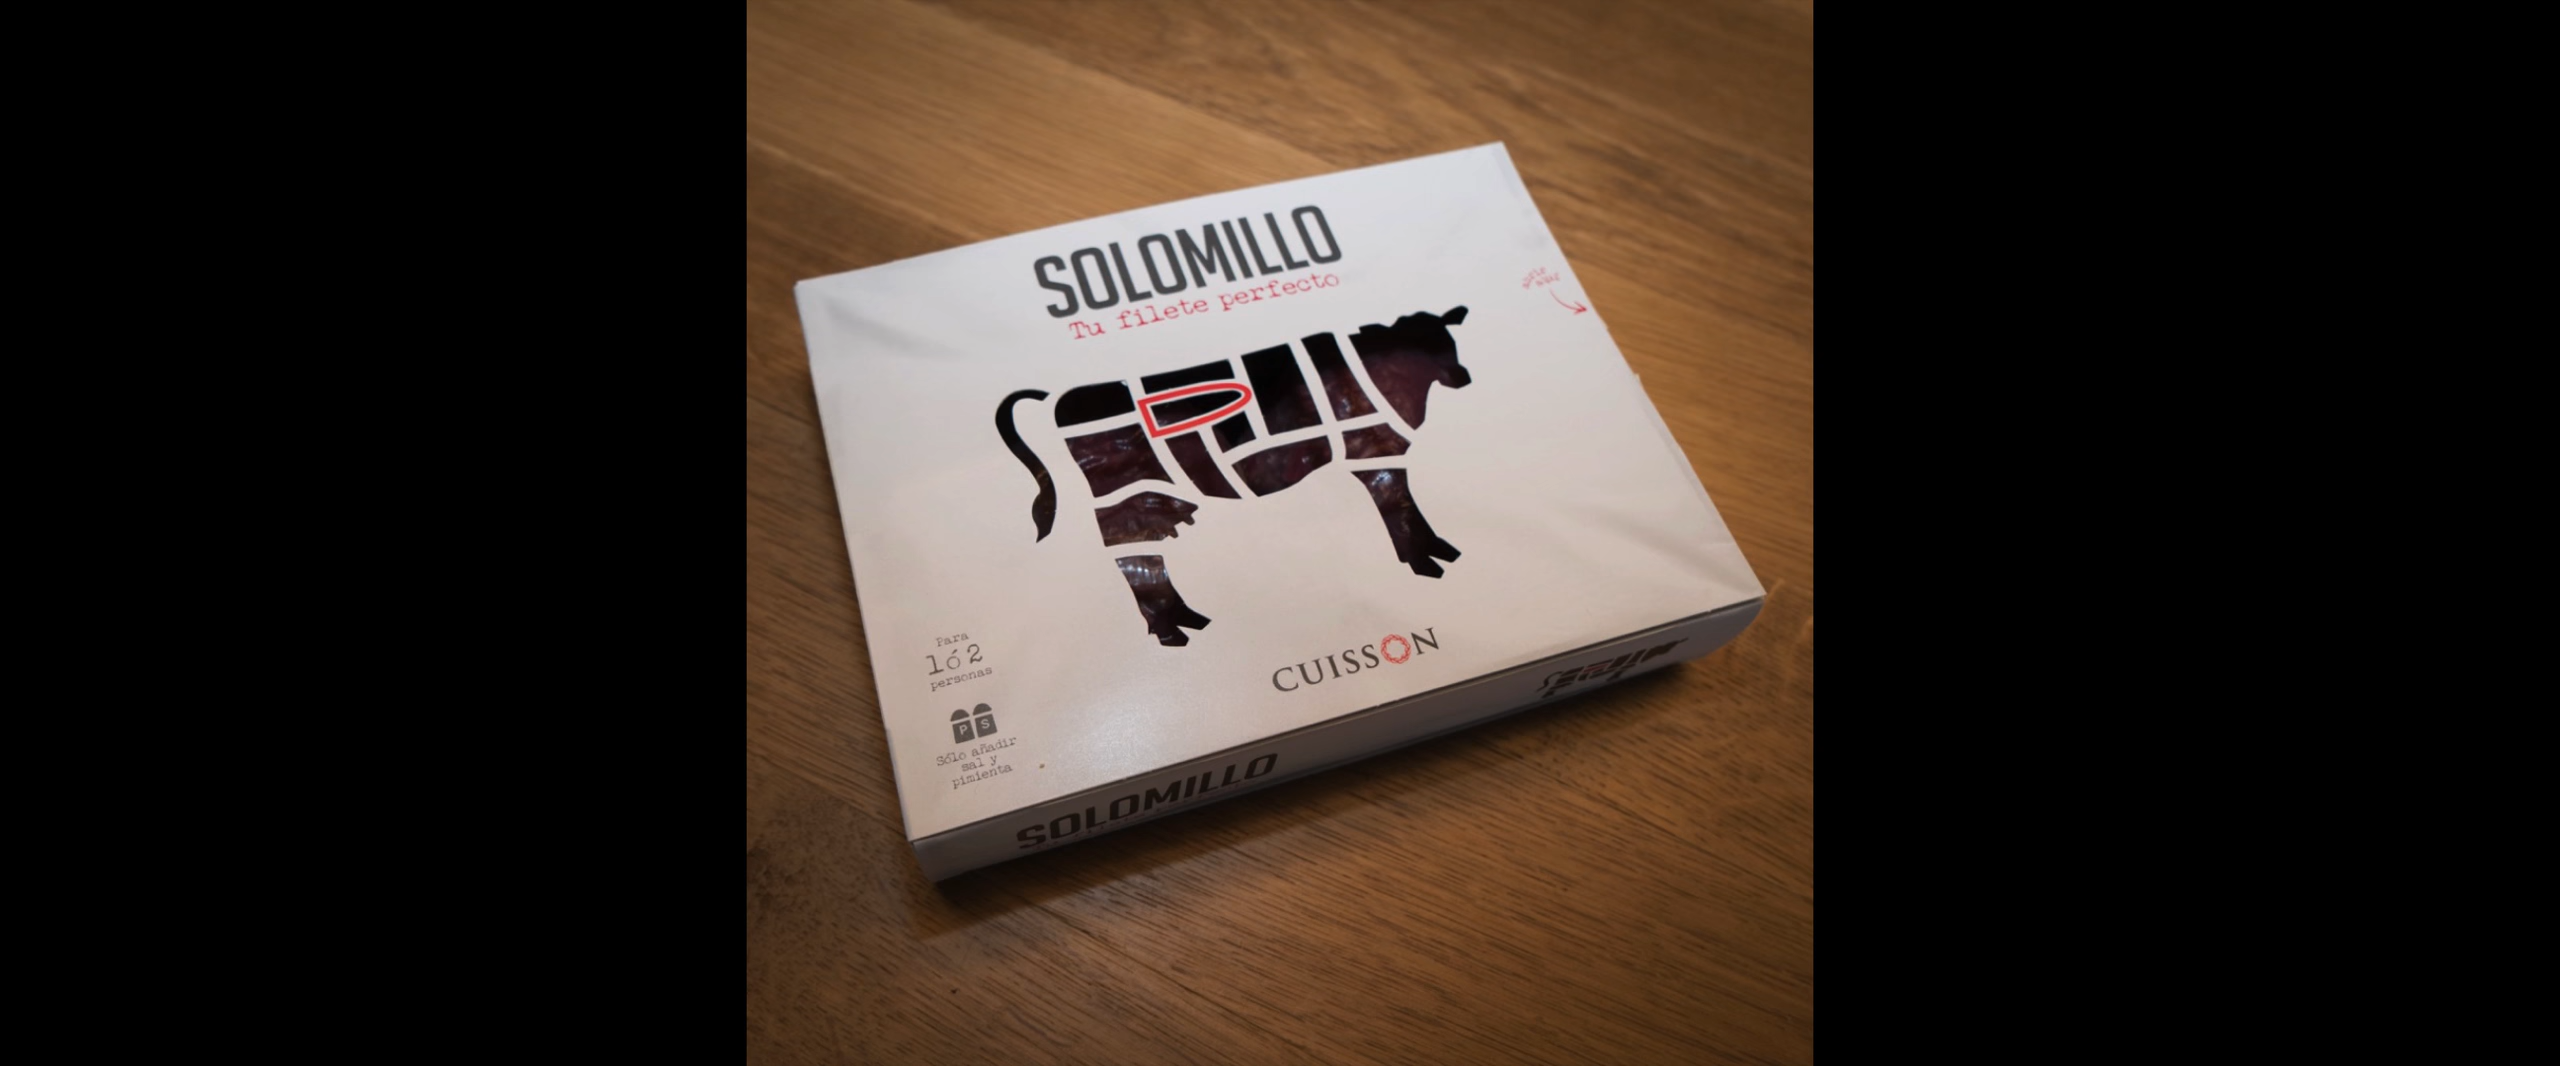 SOLOMILLO
Tu filete perfecto
Para
1 ó 2
personas
P S
Sólo añadir
sal y
pimienta
CUISSON
SOLOMILLO